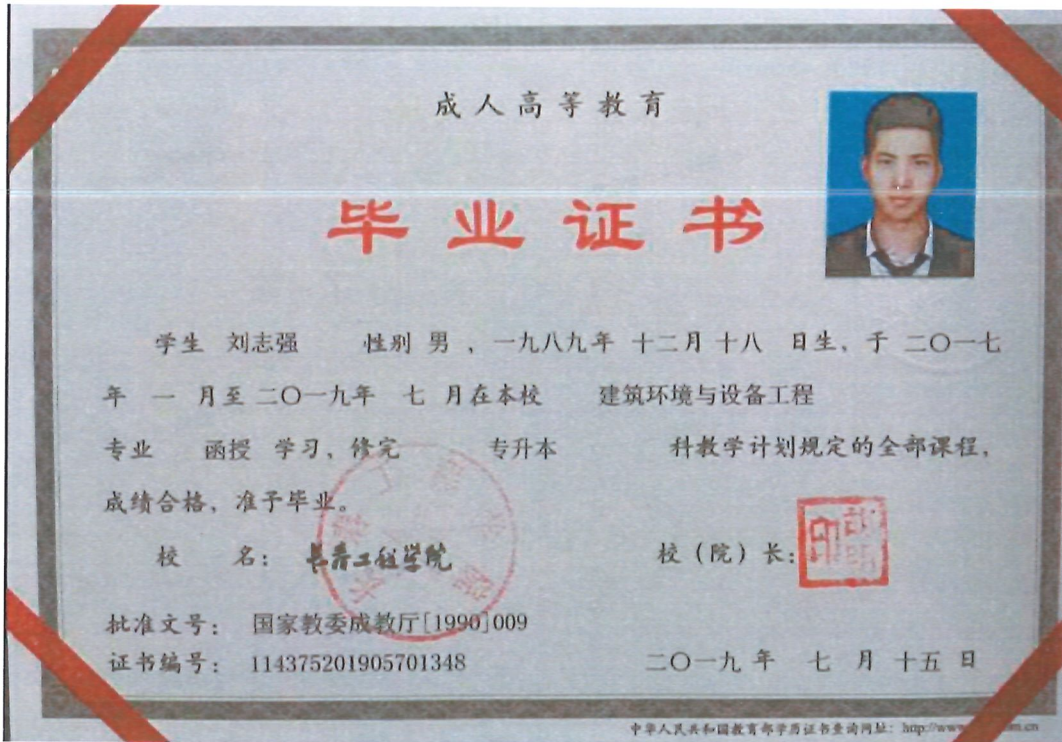 成人高等教育
毕业证书
学生 刘志强 性别 男 ，一九八九年 十二月 十八 日生、于 二〇一七
年 一 月至 二〇一九年 七 月在本校 建筑环境与设备工程
专业 函授 学习，修完 专升本 科教学计划规定的全部课程，
成绩合格，准予毕业。
校 名： 长春工程学院
校（院）长：
批准文号： 国家教委成教厅[1990]009
证书编号： 114375201905701348
二〇一九 年 七 月 十五 日
中华人民共和国教育部学历证书查询网址：http://www com.cn